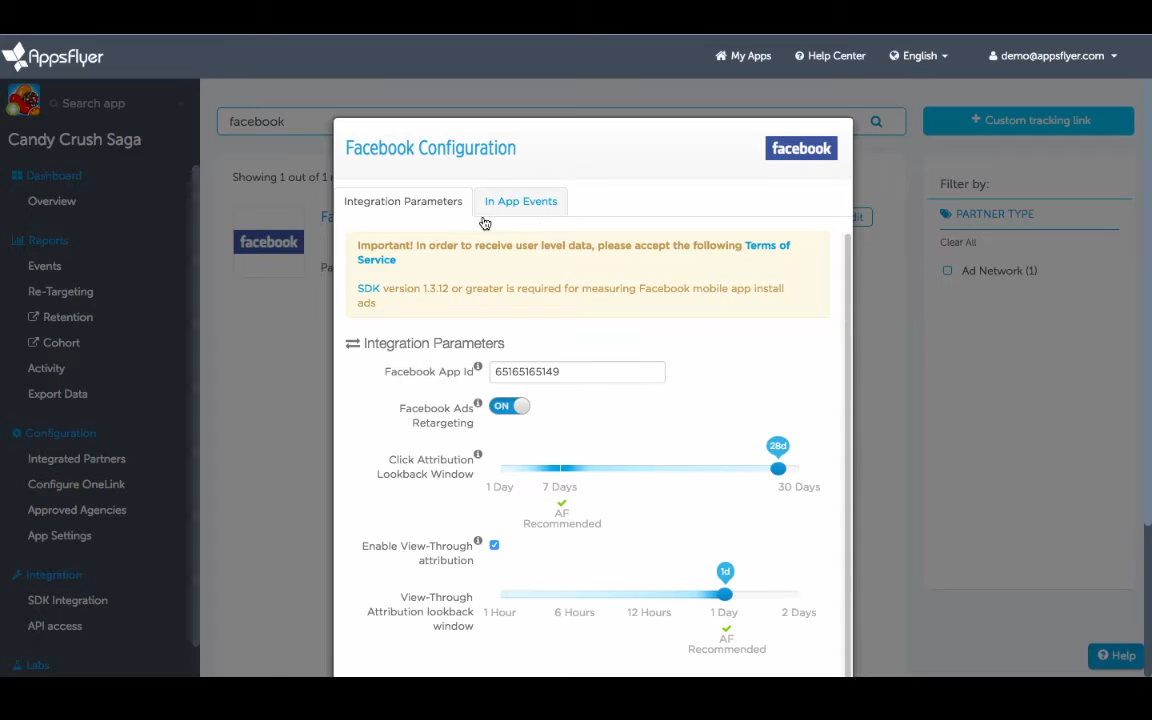 AppsFlyer
My Apps
Help Center
English
demo@appsflyer.com
Search app
Candy Crush Saga
Dashboard
Overview
Reports
Events
Re-Targeting
Retention
Cohort
Activity
Export Data
Configuration
Integrated Partners
Configure OneLink
Approved Agencies
App Settings
Integration
SDK Integration
API access
Labs
facebook
+ Custom tracking link
Showing 1 out of 1
facebook
Filter by:
PARTNER TYPE
Clear All
Ad Network (1)
Facebook Configuration
facebook
Integration Parameters
In App Events
Important! In order to receive user level data, please accept the following Terms of
Service
SDK version 1.3.12 or greater is required for measuring Facebook mobile app install
ads
Integration Parameters
Facebook App Id
65165165149
Facebook Ads
Retargeting
ON
Click Attribution
Lookback Window
28d
1 Day
7 Days
30 Days
AF
Recommended
Enable View-Through
attribution
View-Through
Attribution lookback
window
1d
1 Hour
6 Hours
12 Hours
1 Day
2 Days
AF
Recommended
Help